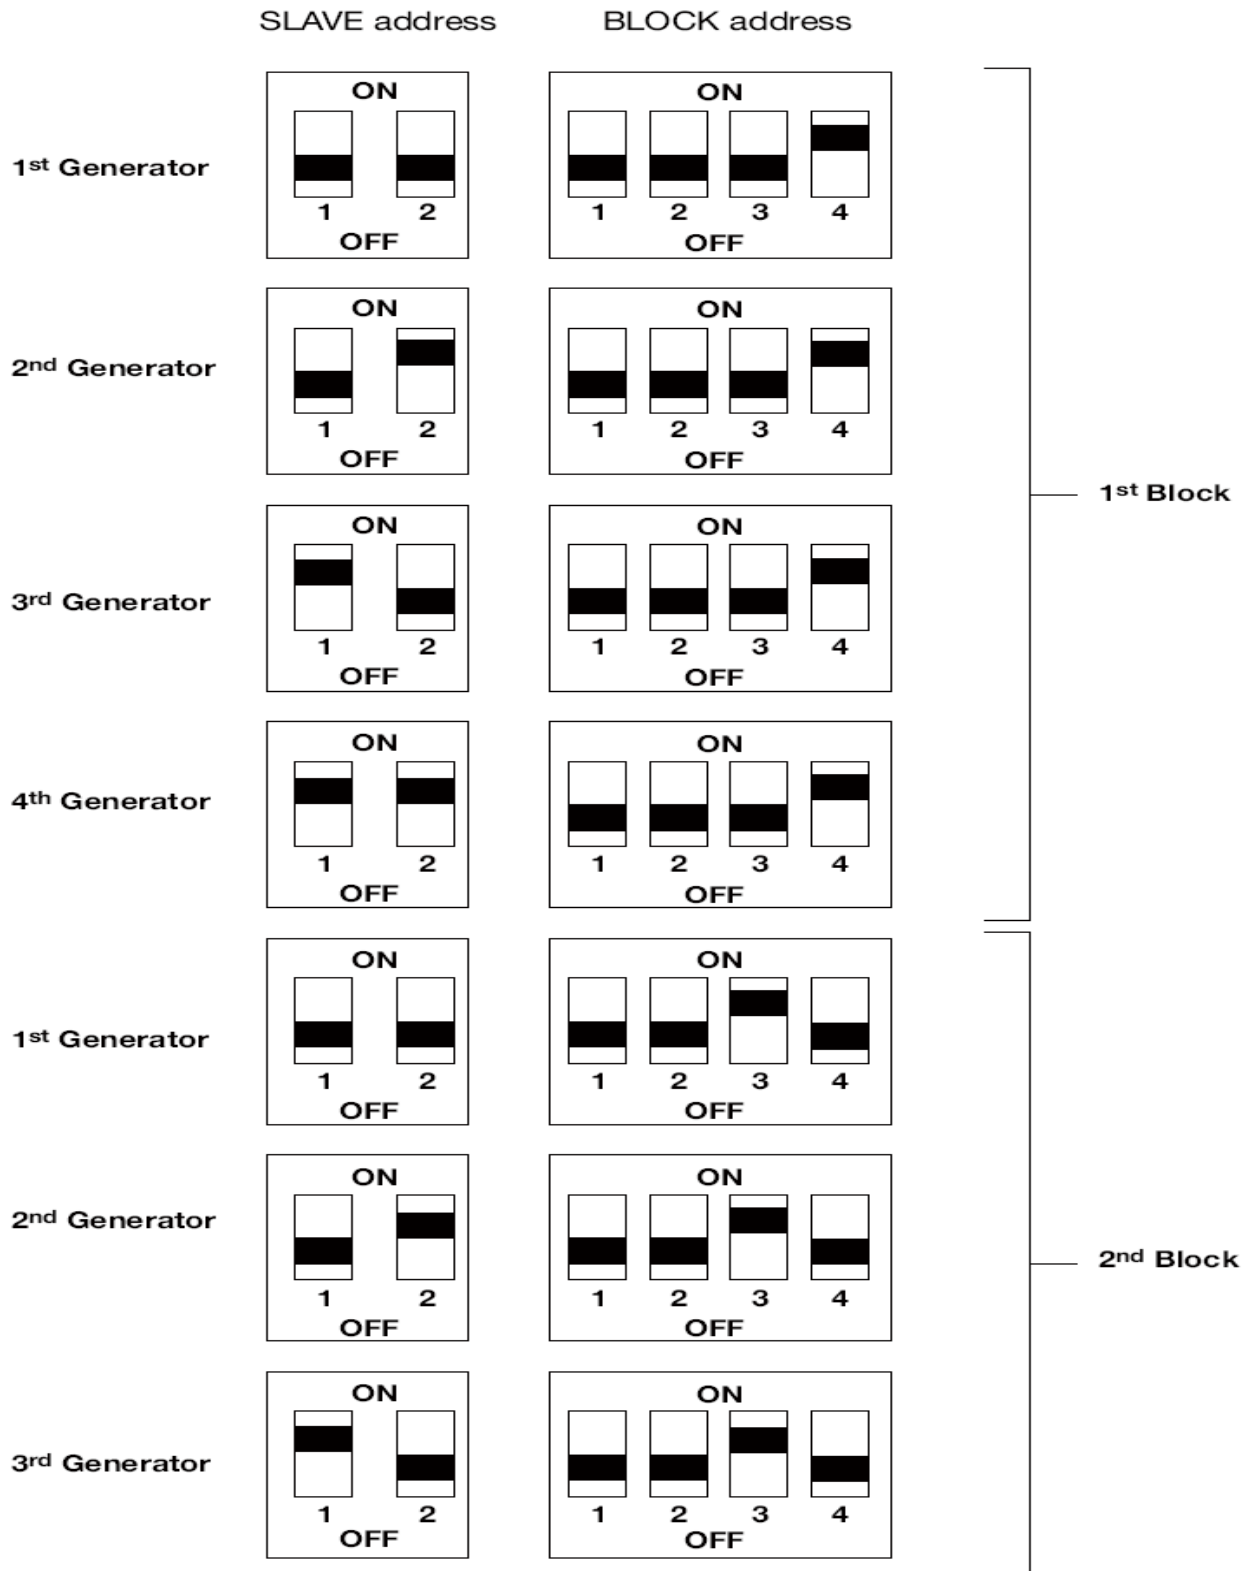 SLAVE address BLOCK address
ON ON
1st Generator
1 2 1 2 3 4
OFF OFF
ON ON
2nd Generator
1 2 1 2 3 4
OFF OFF
1st Block
ON ON
3rd Generator
1 2 1 2 3 4
OFF OFF
ON ON
4th Generator
1 2 1 2 3 4
OFF OFF
ON ON
1st Generator
1 2 1 2 3 4
OFF OFF
ON ON
2nd Generator
2nd Block
1 2 1 2 3 4
OFF OFF
ON ON
3rd Generator
1 2 1 2 3 4
OFF OFF